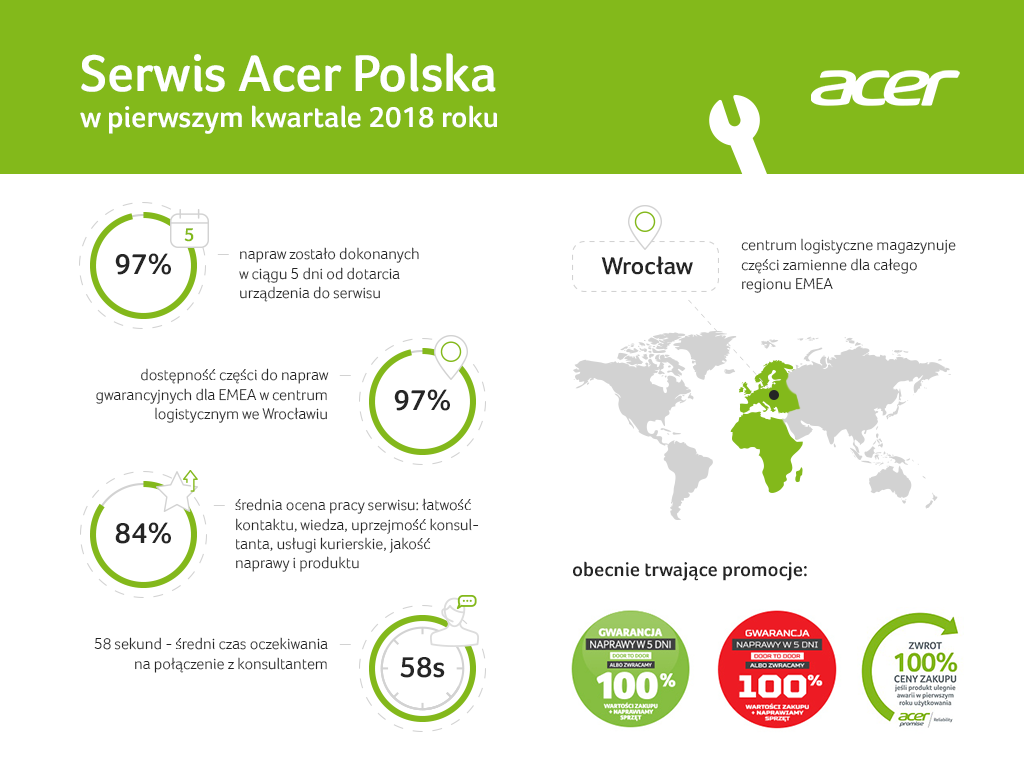 Serwis Acer Polska
w pierwszym kwartale 2018 roku
acer
97%
5
napraw zostało dokonanych
w ciągu 5 dni od dotarcia
urządzenia do serwisu
dostępność części do napraw
gwarancyjnych dla EMEA w centrum
logistycznym we Wrocławiu
97%
84%
średnia ocena pracy serwisu: łatwość
kontaktu, wiedza, uprzejmość konsul-
tanta, usługi kurierskie, jakość
naprawy i produktu
58 sekund - średni czas oczekiwania
na połączenie z konsultantem
58s
Wrocław
centrum logistyczne magazynuje
części zamienne dla całego
regionu EMEA
obecnie trwające promocje:
GWARANCJA
NAPRAWY W 5 DNI
DOOR TO DOOR
ALBO ZWRACAMY
100%
WARTOŚCI ZAKUPU
+ NAPRAWIAMY
SPRZĘT
GWARANCJA
NAPRAWY W 5 DNI
DOOR TO DOOR
ALBO ZWRACAMY
100%
WARTOŚCI ZAKUPU
+ NAPRAWIAMY
SPRZĘT
ZWROT
100%
CENY ZAKUPU
jeśli produkt ulegnie
awarii w pierwszym
roku użytkowania
acer
promise
Reliability